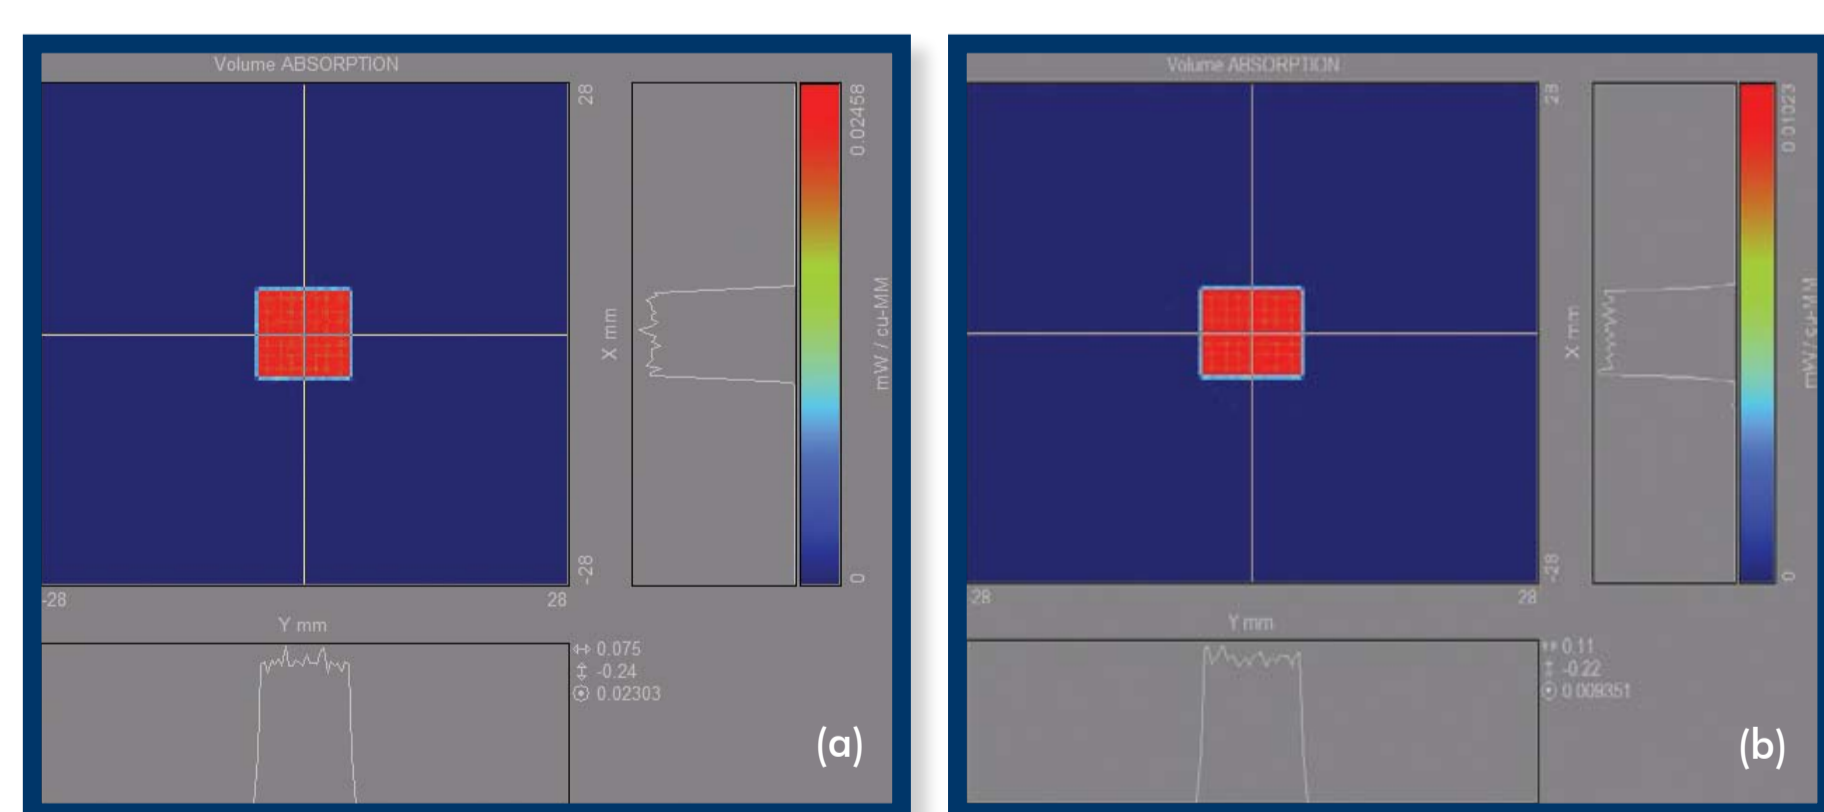 Volume ABSORPTION
28
X mm
-28
0.02458
mW / cu-MM
0
-28
28
Y mm
0.075
-0.24
0.02303
(a)
Volume ABSORPTION
28
X mm
-28
0.01023
mW / cu-MM
0
-28
28
Y mm
0.11
-0.22
0.009351
(b)